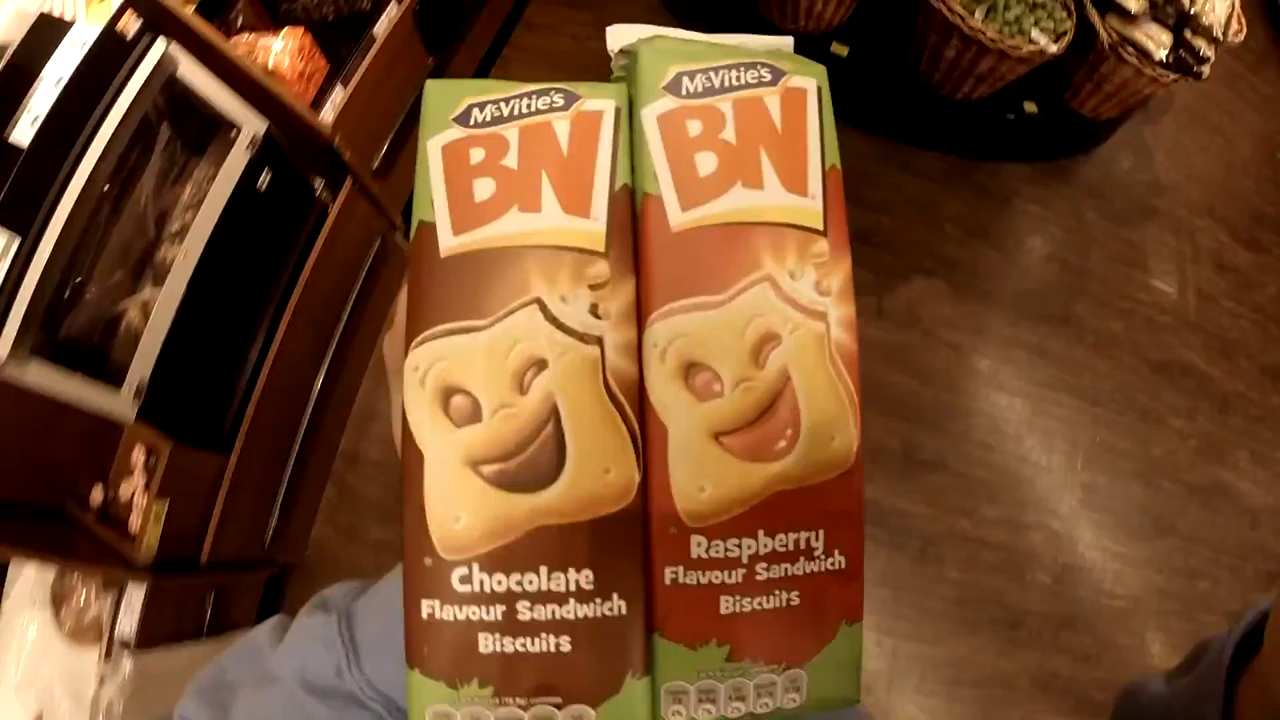 McVitie's
BN
Chocolate
Flavour Sandwich
Biscuits
McVitie's
BN
Raspberry
Flavour Sandwich
Biscuits